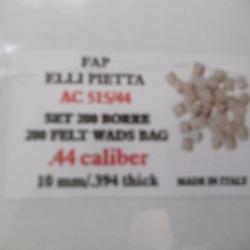 FAP
ELLI PIETTA
AC 515/44
SET 200 BORRE
200 FELT WADS BAG
.44 caliber
10 mm/.394 thick
MADE IN ITALY